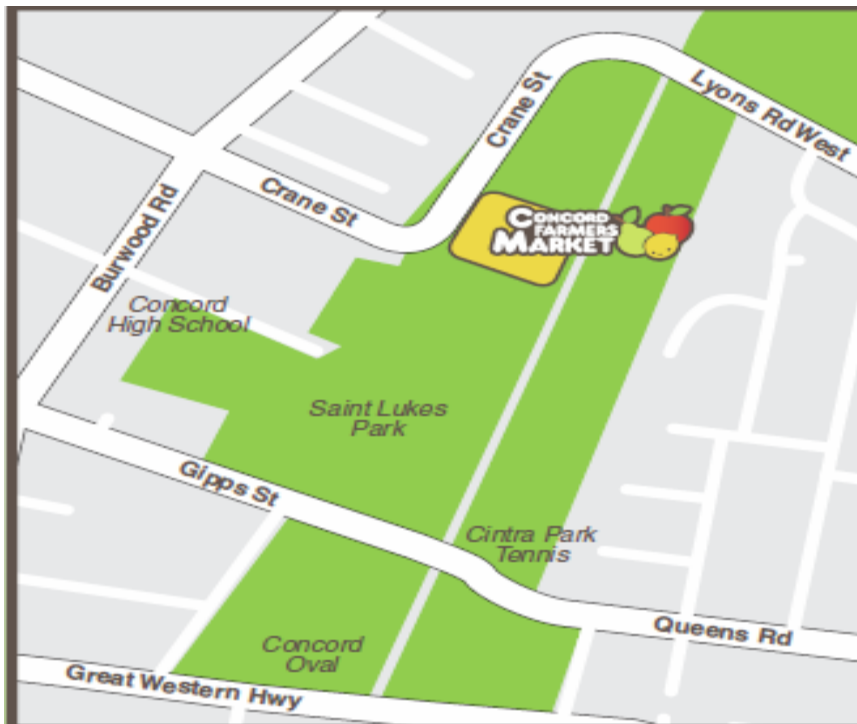 Lyons Rd West
Crane St
Crane St
CONCORD
FARMERS
MARKET
Burwood Rd
Concord
High School
Saint Lukes
Park
Gipps St
Cintra Park
Tennis
Queens Rd
Concord
Oval
Great Western Hwy